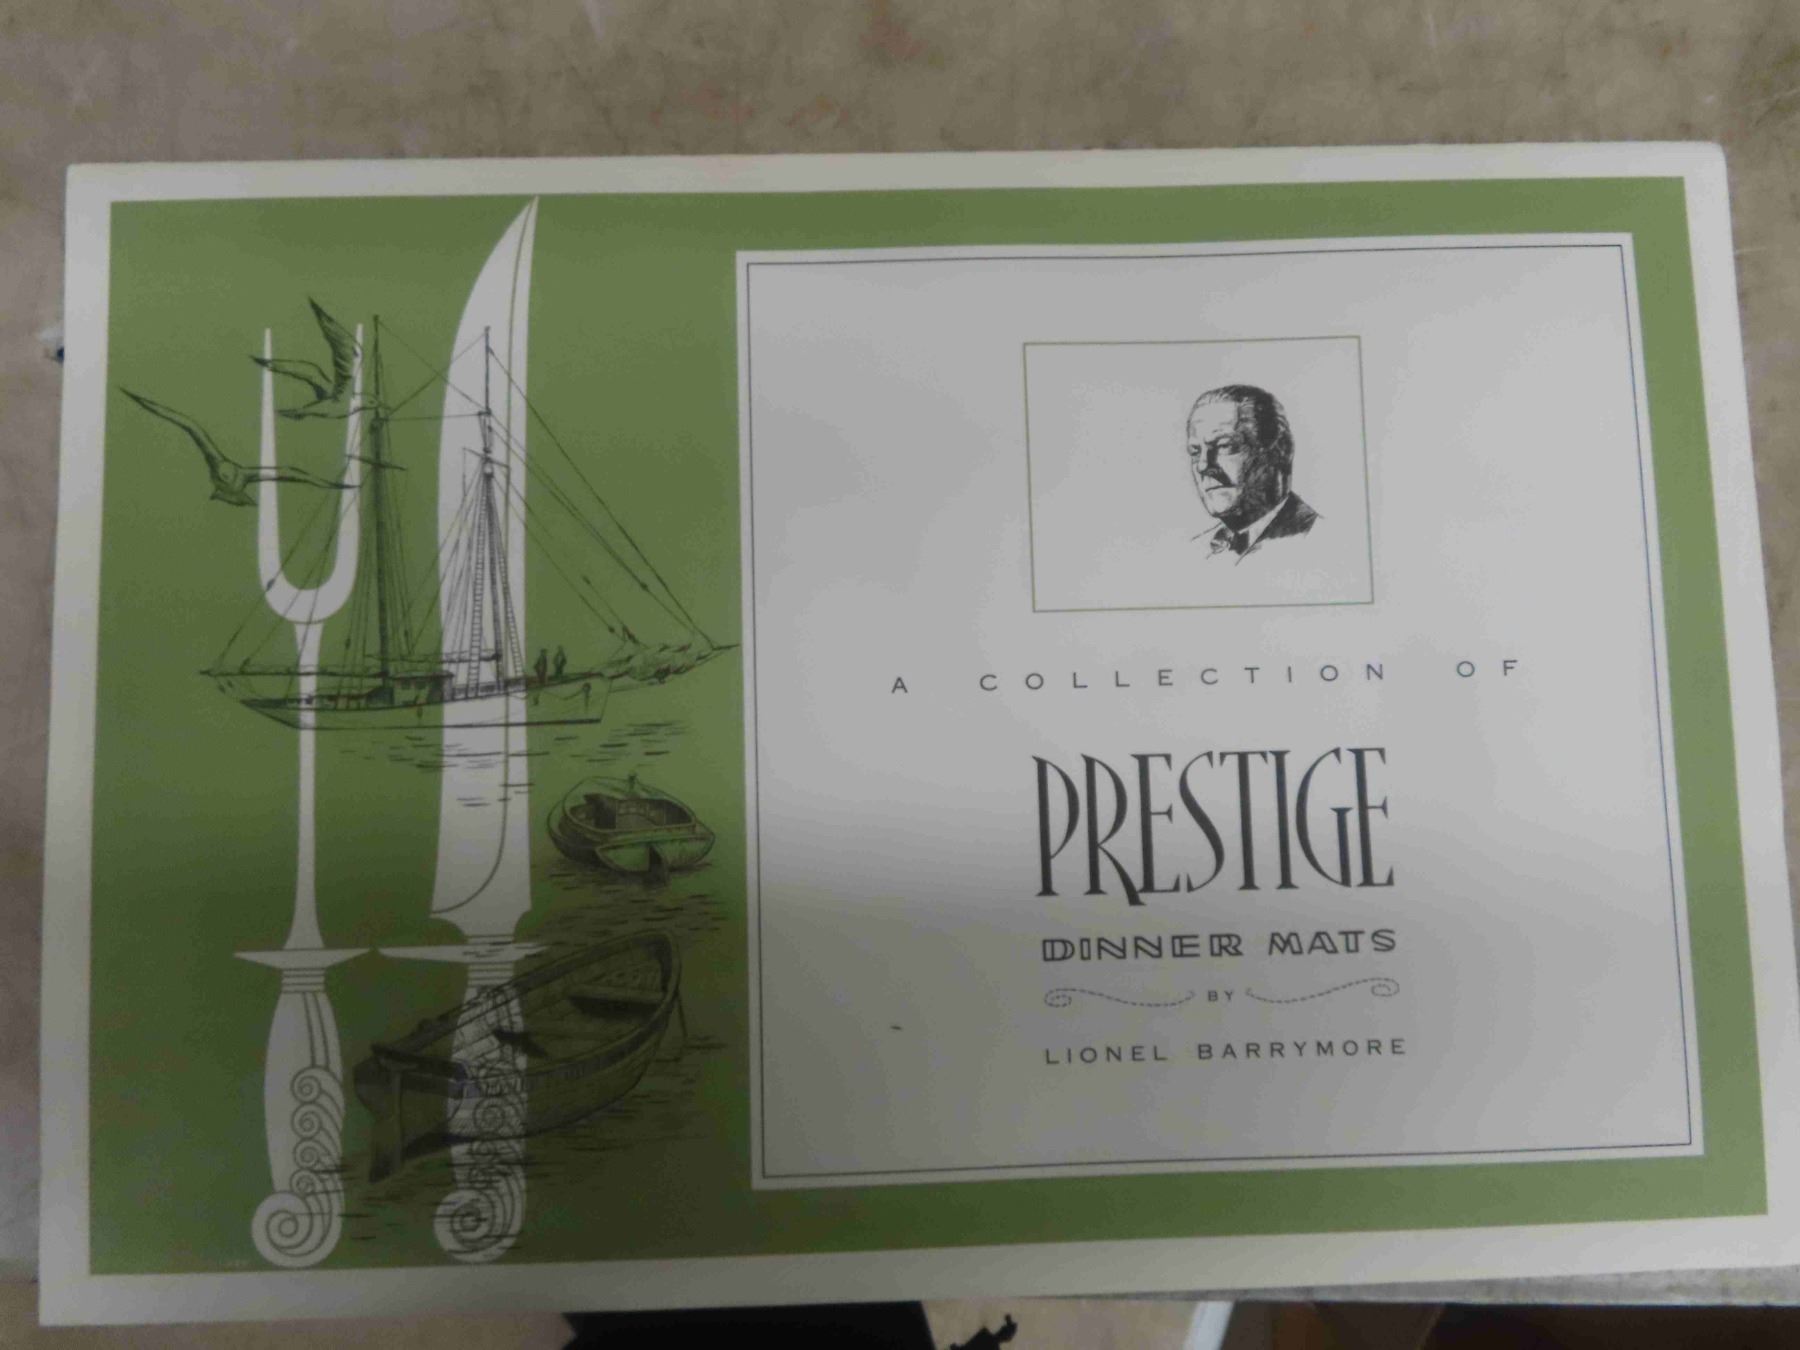 A COLLECTION OF
PRESTIGE
DINNER MATS
BY
LIONEL BARRYMORE